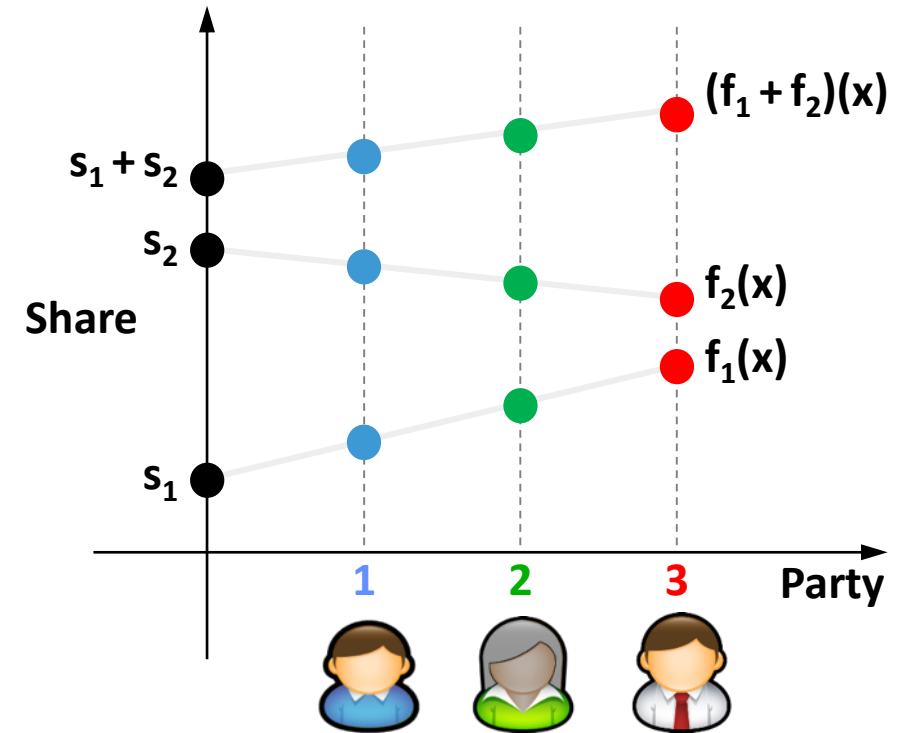 (f₁ + f₂)(x)
s₁ + s₂
s₂
f₂(x)
Share
f₁(x)
s₁
1 2 3 Party